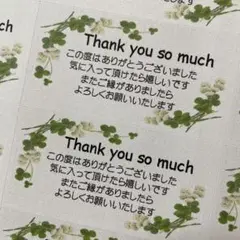 Thank you so much
この度はありがとうございました
気に入って頂けたら嬉しいです
またご縁がありましたら
よろしくお願いいたします
Thank you so much
この度はありがとうございました
気に入って頂けたら嬉しいです
またご縁がありましたら
よろしくお願いいたします